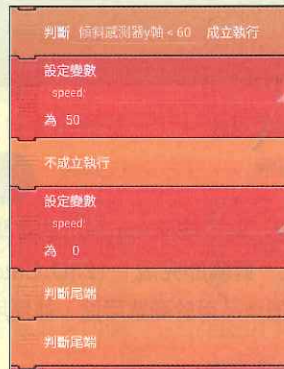 判斷 傾斜感測器y軸 < 60 成立執行
設定變數
speed:
為 50
不成立執行
設定變數
speed:
為 0
判斷尾端
判斷尾端